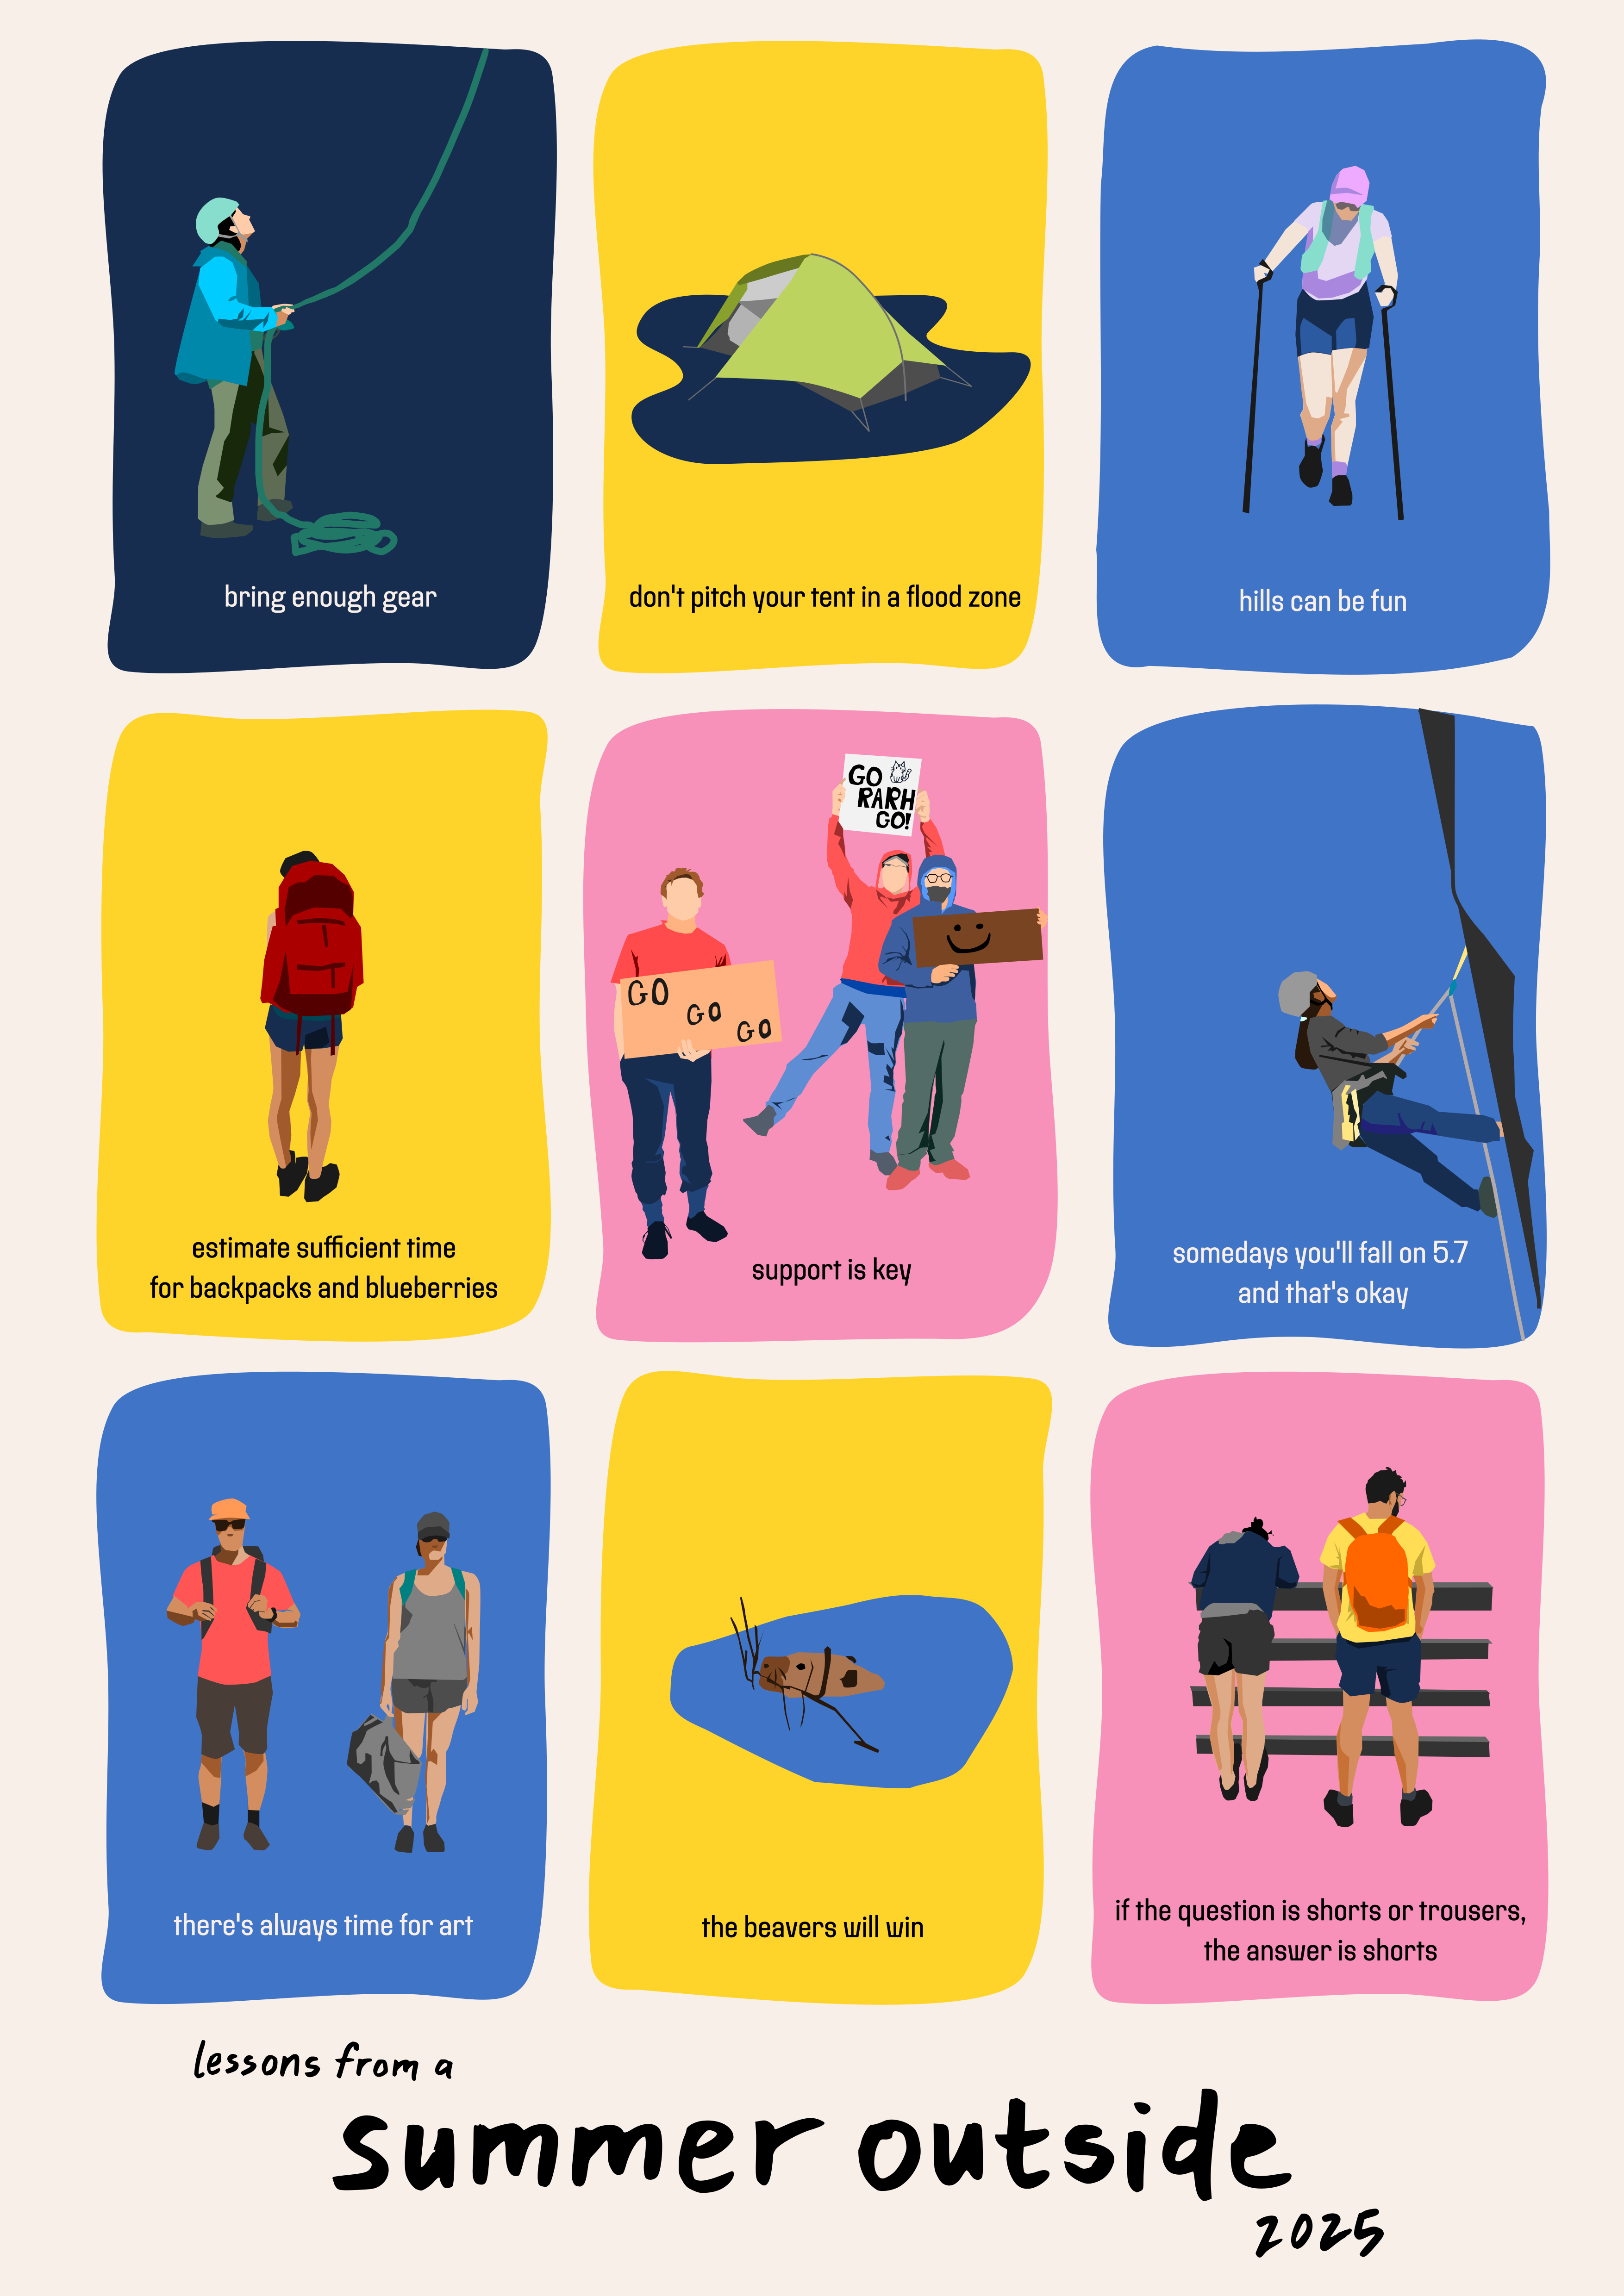 bring enough gear
don't pitch your tent in a flood zone
hills can be fun
estimate sufficient time
for backpacks and blueberries
GO
RARH
GO!
GO
GO
GO
support is key
somedays you'll fall on 5.7
and that's okay
there's always time for art
the beavers will win
if the question is shorts or trousers,
the answer is shorts
lessons from a
summer outside
2025